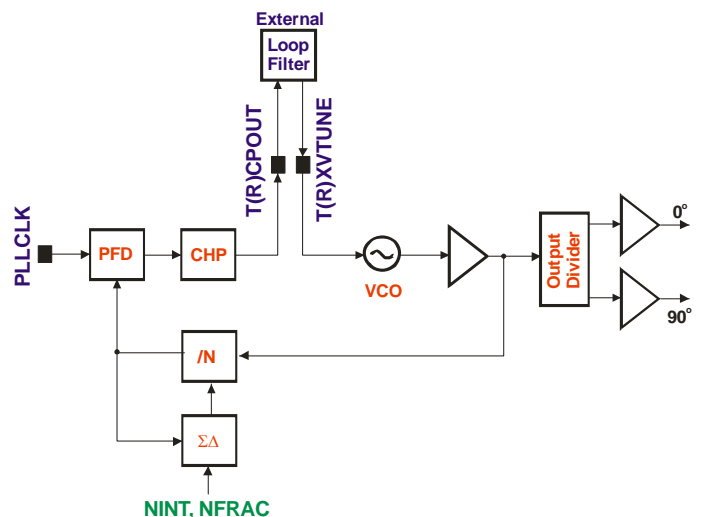 External
Loop
Filter
T(R)CPOUT
T(R)XVTUNE
PLLCLK
PFD
CHP
VCO
Output
Divider
0°
90°
/N
ΣΔ
NINT, NFRAC